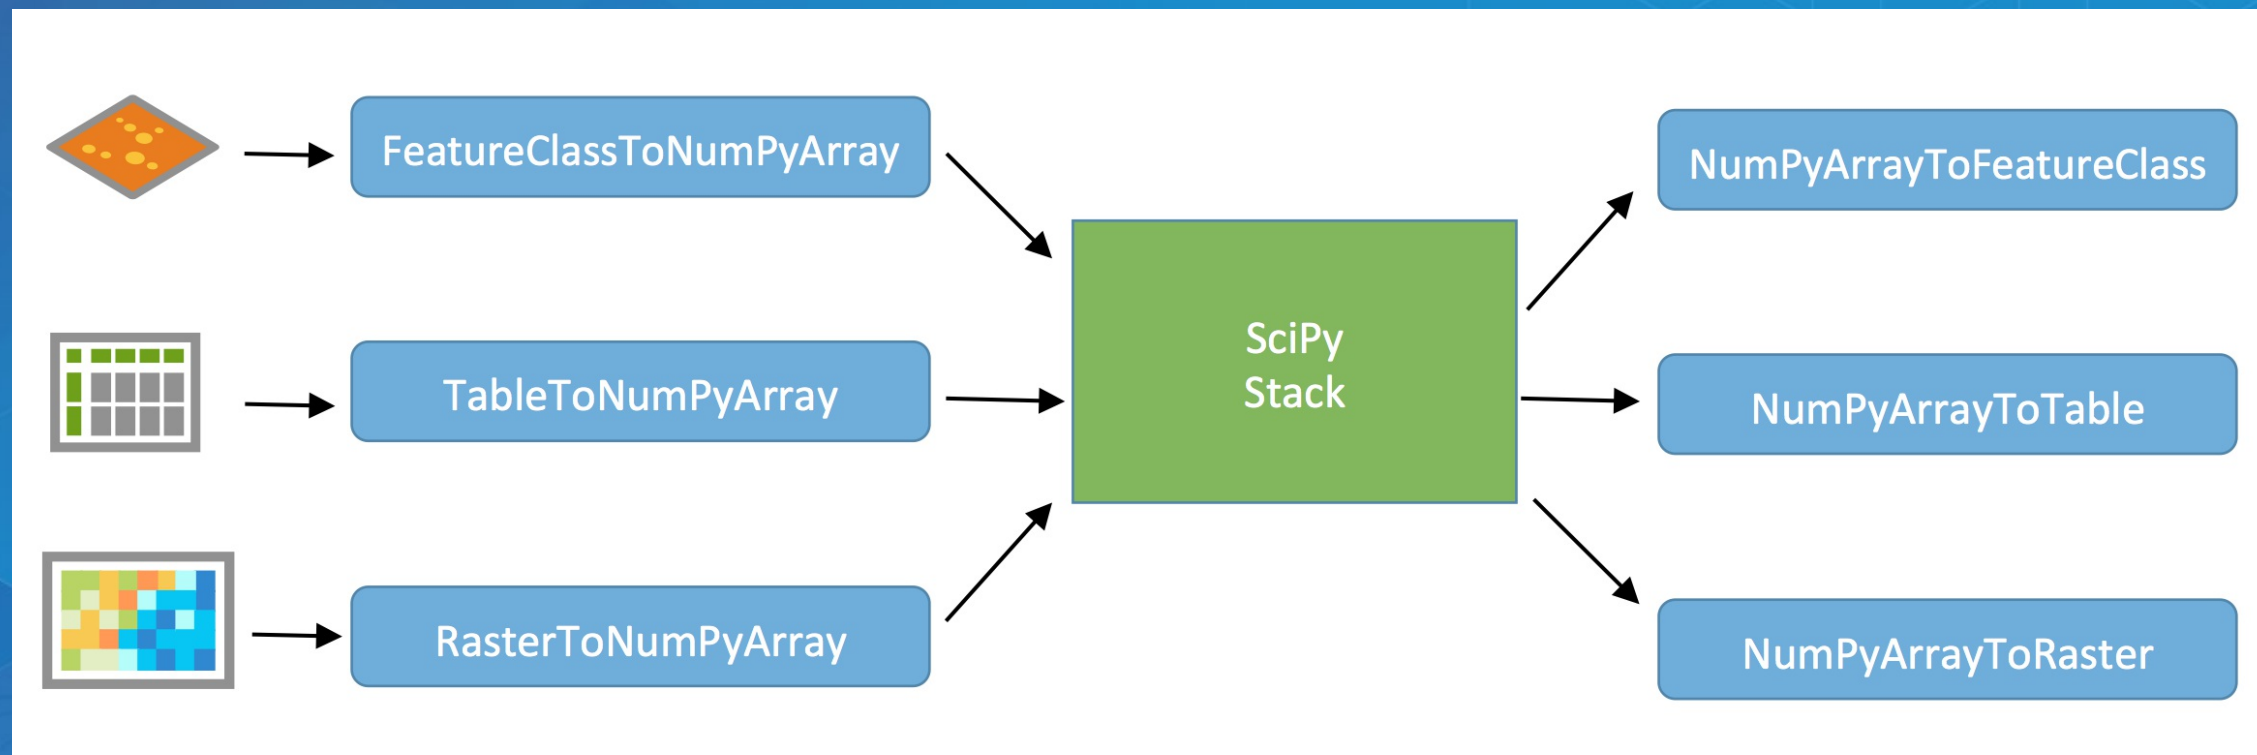 FeatureClassToNumPyArray
TableToNumPyArray
RasterToNumPyArray
SciPy
Stack
NumPyArrayToFeatureClass
NumPyArrayToTable
NumPyArrayToRaster